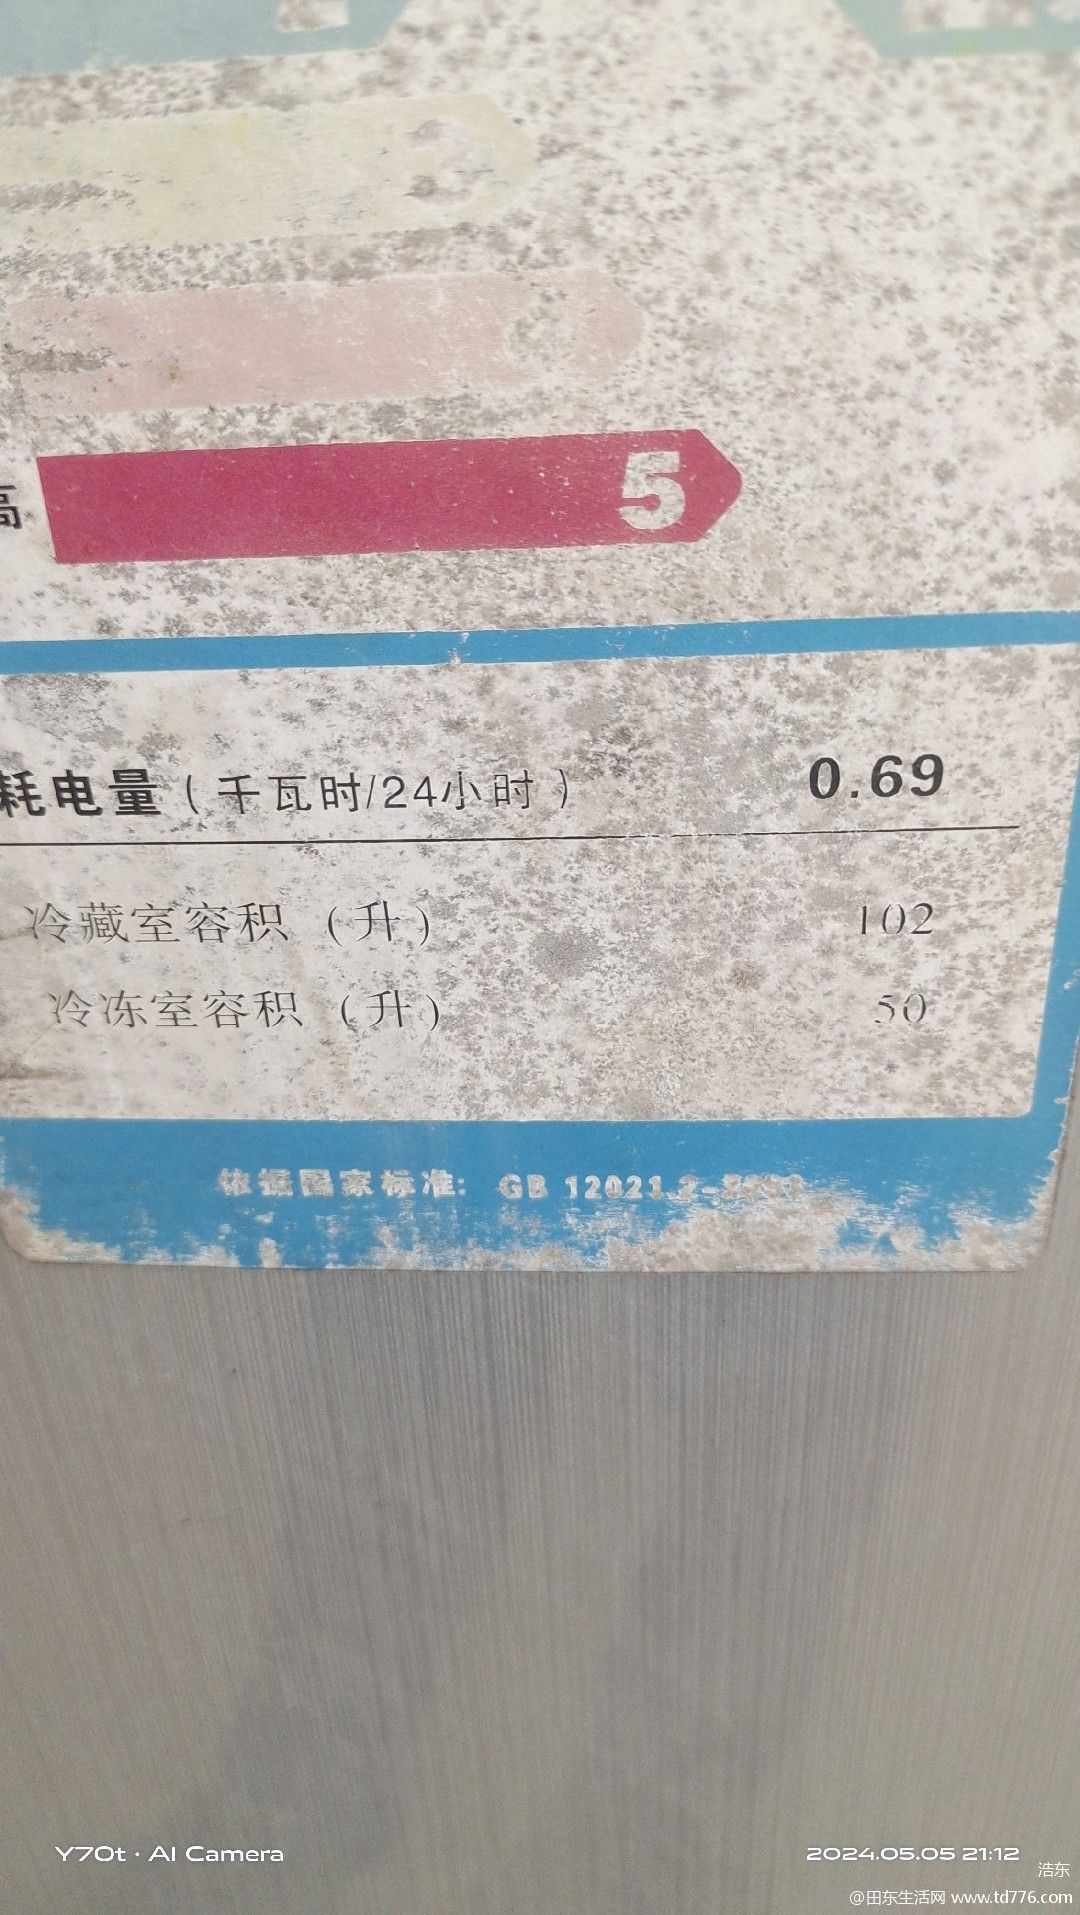 3
高
5
耗电量（千瓦时/24小时） 0.69
冷藏室容积 （升） 102
冷冻室容积 （升） 50
依据国家标准: GB 12021.2-
Y70t · AI Camera
2024.05.05 21:12
浩东
@田东生活网 www.td776.com